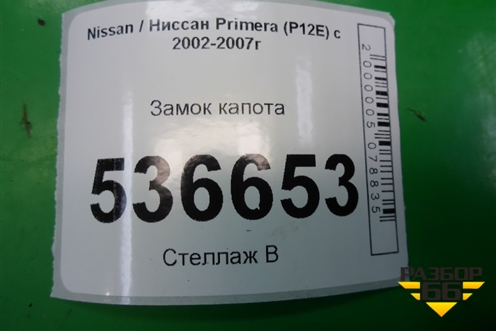 Nissan / Ниссан Primera (P12E) с
2002-2007г
Замок капота
536653
Стеллаж В
2000005078835
РАЗБОР
66